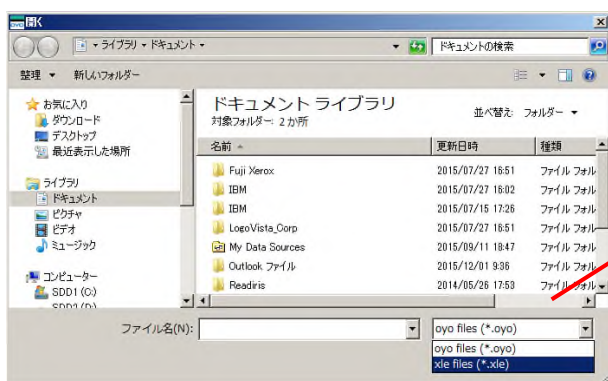 oyo 開く
ライブラリ ▸ ドキュメント ▸
ドキュメントの検索
整理 ▼ 新しいフォルダー
お気に入り
ダウンロード
デスクトップ
最近表示した場所
ライブラリ
ドキュメント
ピクチャ
ビデオ
ミュージック
コンピューター
SDD1 (C:)
SDD1 (D:)
ドキュメント ライブラリ
対象フォルダー: 2 か所
並べ替え: フォルダー ▼
名前 更新日時 種類
Fuji Xerox 2015/07/27 16:51 ファイル フォル
IBM 2015/07/27 16:02 ファイル フォル
IBM 2015/07/15 17:26 ファイル フォル
LogoVista_Corp 2015/07/27 16:51 ファイル フォル
My Data Sources 2015/09/11 18:47 ファイル フォル
Outlook ファイル 2015/12/01 9:36 ファイル フォル
Readiris 2014/05/26 17:53 ファイル フォル
ファイル名(N):
oyo files (*.oyo)
oyo files (*.oyo)
xle files (*.xle)